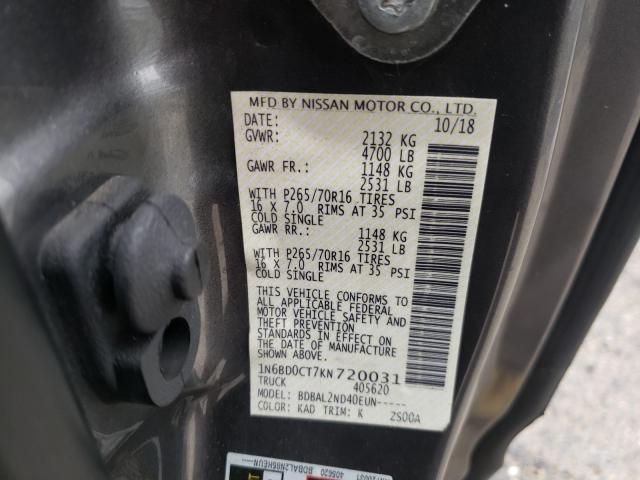 MFD BY NISSAN MOTOR CO., LTD.
DATE: 10/18
GVWR: 2132 KG
4700 LB
GAWR FR.: 1148 KG
2531 LB
WITH P265/70R16 TIRES
16 X 7.0 RIMS AT 35 PSI
COLD SINGLE
GAWR RR.: 1148 KG
2531 LB
WITH P265/70R16 TIRES
16 X 7.0 RIMS AT 35 PSI
COLD SINGLE
THIS VEHICLE CONFORMS TO
ALL APPLICABLE FEDERAL
MOTOR VEHICLE SAFETY AND
THEFT PREVENTION
STANDARDS IN EFFECT ON
THE DATE OF MANUFACTURE
SHOWN ABOVE.
1N6BD0CT7KN720031
TRUCK 405620
MODEL: BDBAL2ND40EUN-----
COLOR: KAD TRIM: K 2S00A
405620